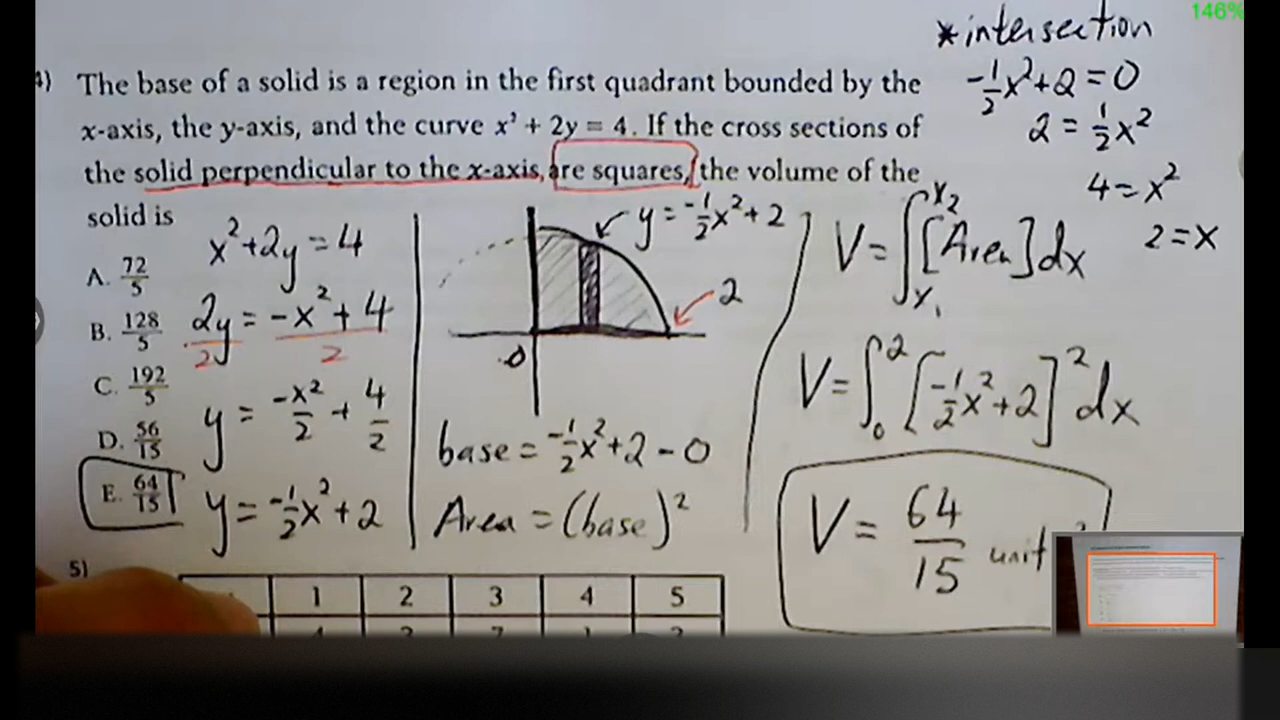 146%
*intersection
-1/2x²+2=0
2=1/2x²
4=x²
2=x
The base of a solid is a region in the first quadrant bounded by the
x-axis, the y-axis, and the curve x² + 2y = 4. If the cross sections of
the solid perpendicular to the x-axis, are squares, the volume of the
solid is
A. 72/5
B. 128/5
C. 192/5
D. 56/15
E. 64/15
x²+2y=4
2y=-x²+4
2 2
y=-x²/2+4/2
y=-1/2x²+2
y=-1/2x²+2
2
0
base=-1/2x²+2-0
Area=(base)²
V=∫x₁x₂[Area]dx
V=∫₀²[-1/2x²+2]²dx
V=64/15 unit
5)
1 2 3 4 5